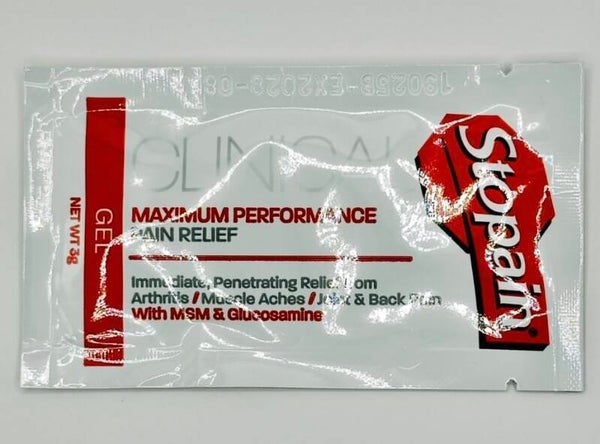 CLINICAL
MAXIMUM PERFORMANCE
PAIN RELIEF
Immediate, Penetrating Relief from
Arthritis / Muscle Aches / Joint & Back Pain
With MSM & Glucosamine
GEL
NET WT 3g
Stopain®